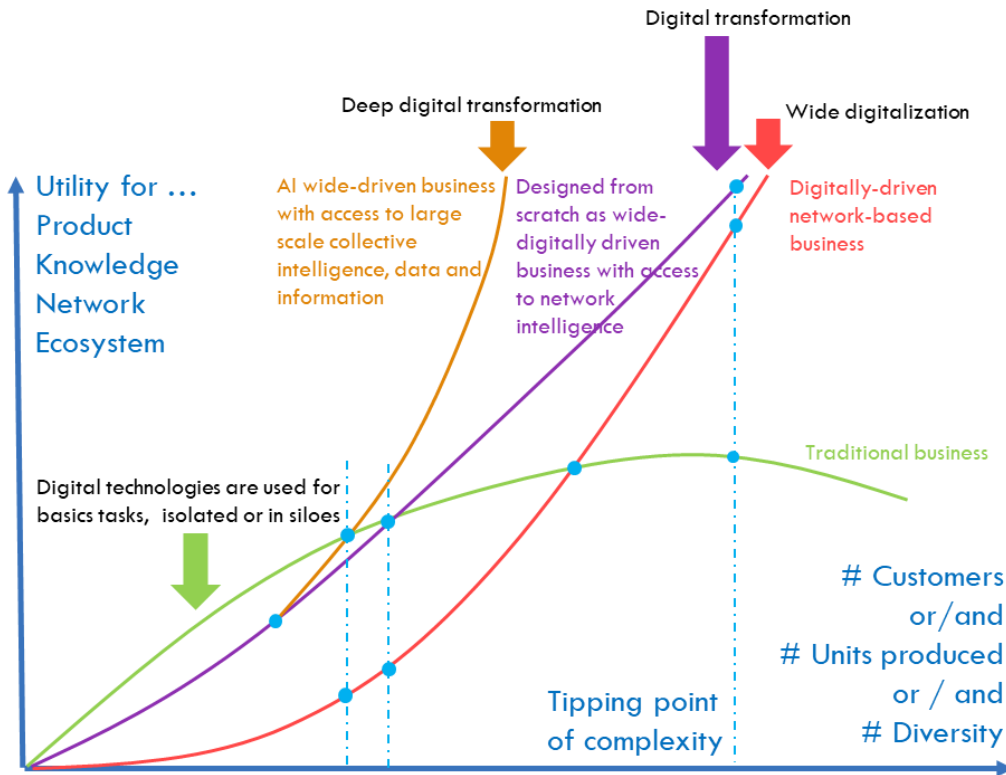 Digital transformation
Deep digital transformation
Wide digitalization
Utility for ...
Product
Knowledge
Network
Ecosystem
AI wide-driven business
with access to large
scale collective
intelligence, data and
information
Designed from
scratch as wide-
digitally driven
business with access
to network
intelligence
Digitally-driven
network-based
business
Traditional business
Digital technologies are used for
basics tasks, isolated or in siloes
# Customers
or/and
# Units produced
or / and
# Diversity
Tipping point
of complexity